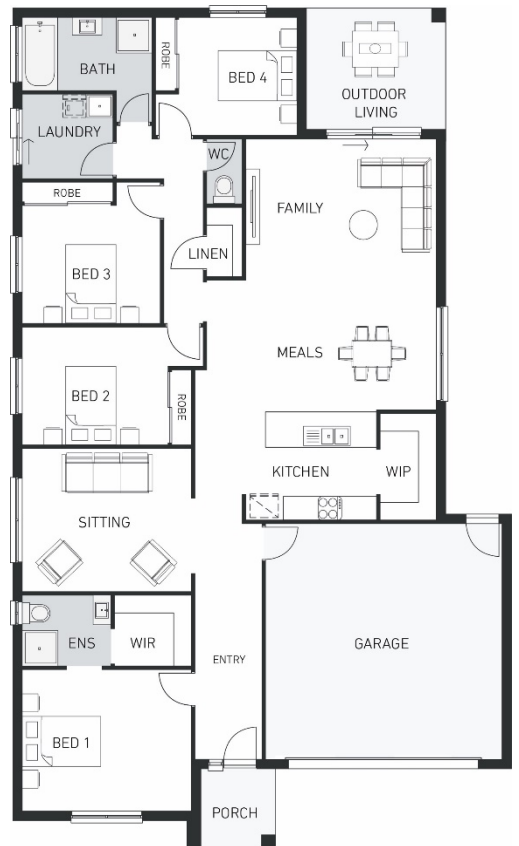 BATH
ROBE
BED 4
OUTDOOR
LIVING
LAUNDRY
WC
ROBE
FAMILY
LINEN
BED 3
MEALS
BED 2
ROBE
KITCHEN
WIP
SITTING
ENS
WIR
ENTRY
GARAGE
BED 1
PORCH